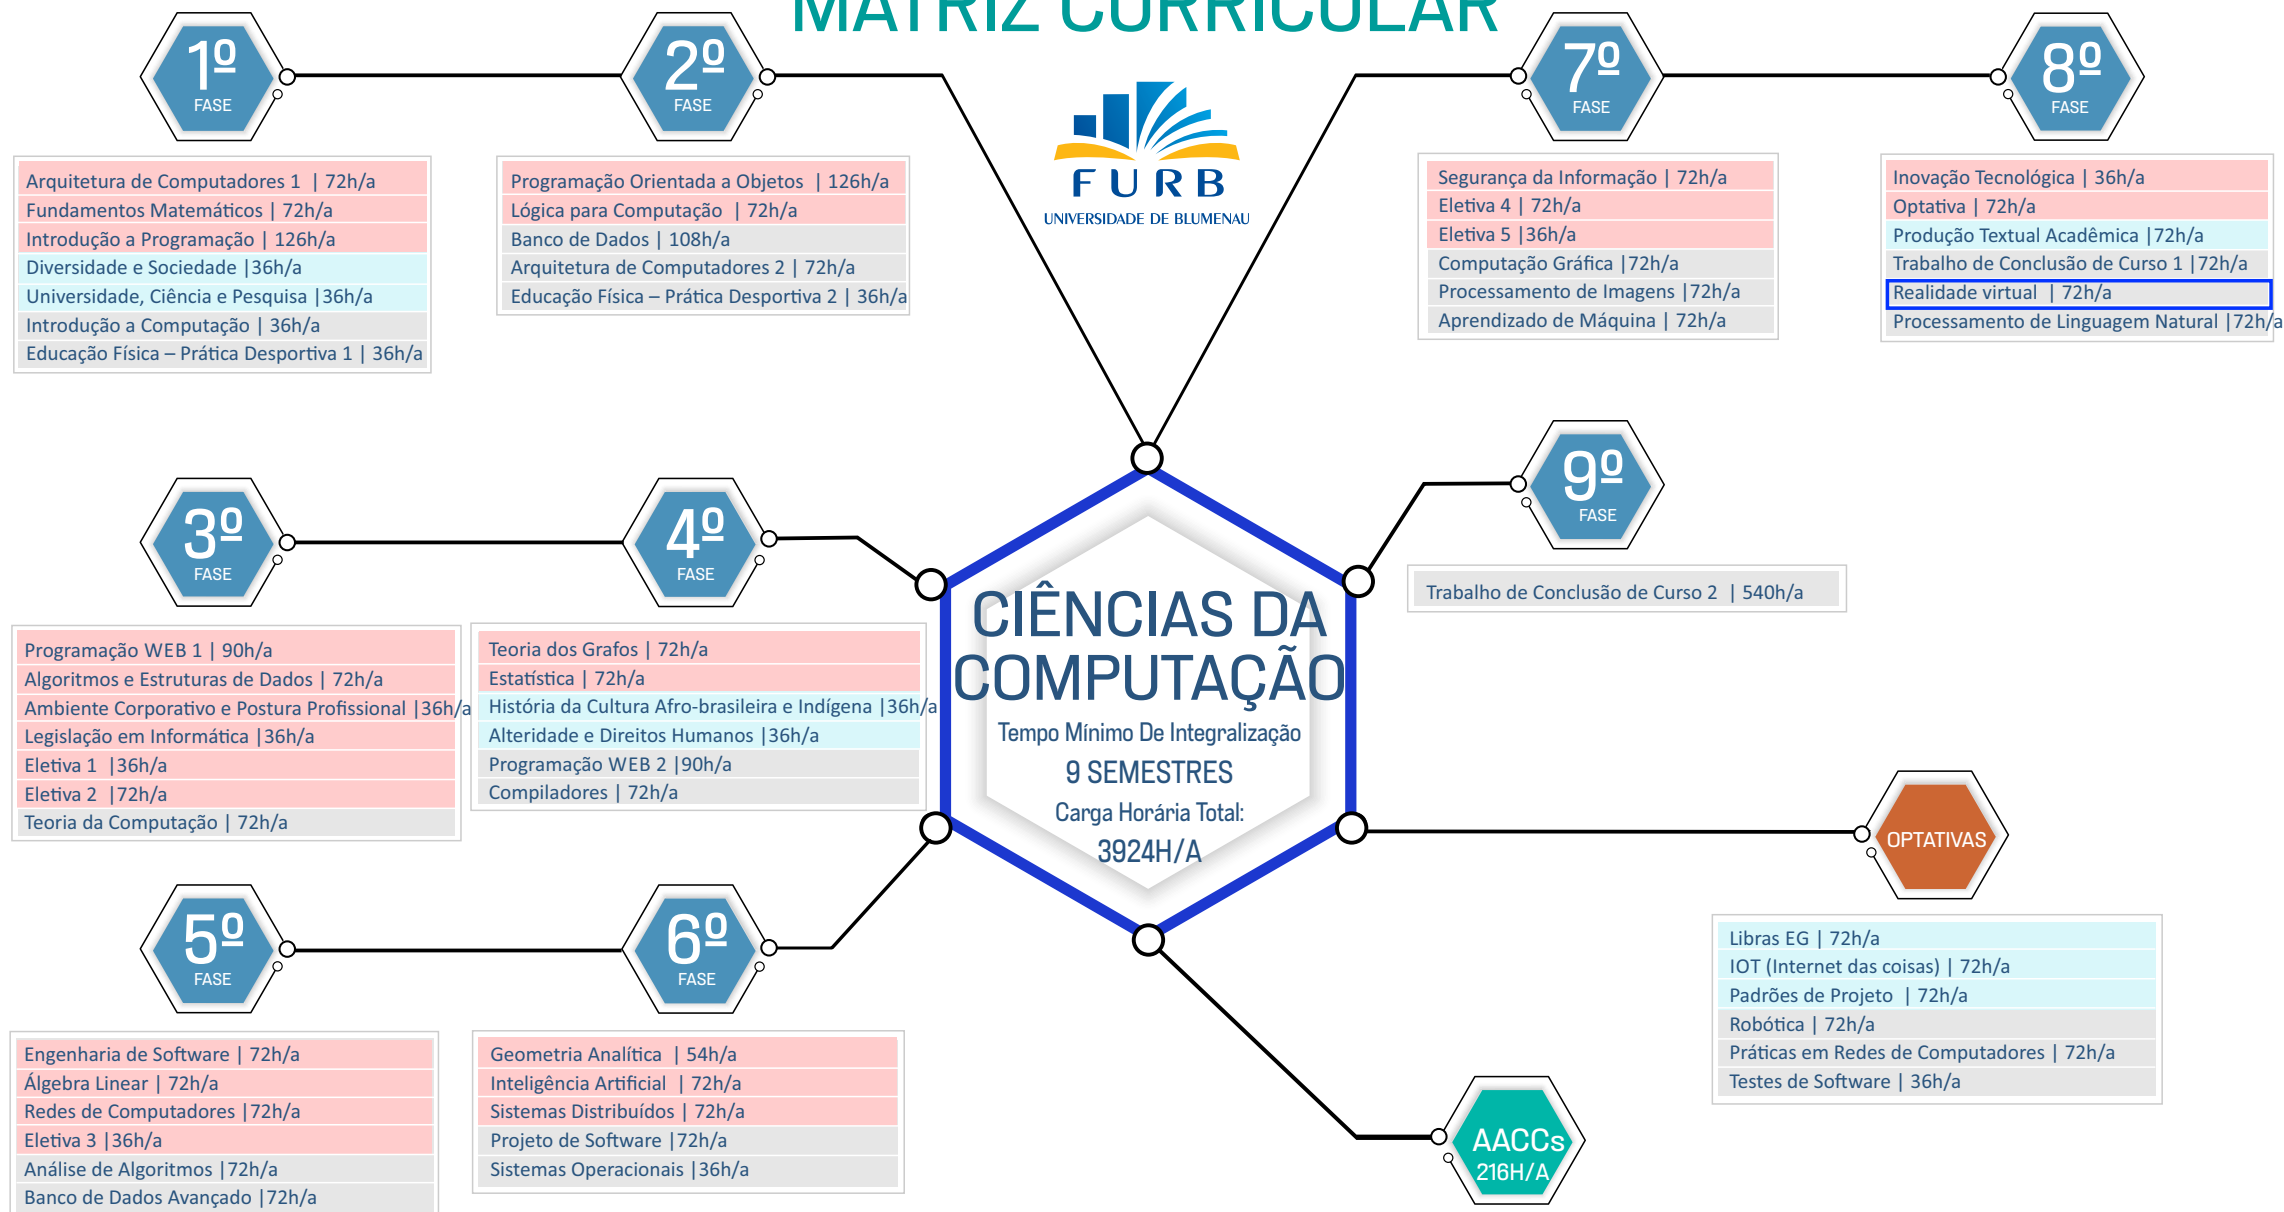 MATRIZ CURRICULAR
1º
FASE
Arquitetura de Computadores 1 | 72h/a
Fundamentos Matemáticos | 72h/a
Introdução a Programação | 126h/a
Diversidade e Sociedade |36h/a
Universidade, Ciência e Pesquisa |36h/a
Introdução a Computação | 36h/a
Educação Física – Prática Desportiva 1 | 36h/a
2º
FASE
Programação Orientada a Objetos | 126h/a
Lógica para Computação | 72h/a
Banco de Dados | 108h/a
Arquitetura de Computadores 2 | 72h/a
Educação Física – Prática Desportiva 2 | 36h/a
FURB
UNIVERSIDADE DE BLUMENAU
7º
FASE
Segurança da Informação | 72h/a
Eletiva 4 | 72h/a
Eletiva 5 |36h/a
Computação Gráfica |72h/a
Processamento de Imagens |72h/a
Aprendizado de Máquina | 72h/a
8º
FASE
Inovação Tecnológica | 36h/a
Optativa | 72h/a
Produção Textual Acadêmica |72h/a
Trabalho de Conclusão de Curso 1 |72h/a
Realidade virtual | 72h/a
Processamento de Linguagem Natural |72h/a
3º
FASE
Programação WEB 1 | 90h/a
Algoritmos e Estruturas de Dados | 72h/a
Ambiente Corporativo e Postura Profissional |36h/a
Legislação em Informática |36h/a
Eletiva 1 |36h/a
Eletiva 2 |72h/a
Teoria da Computação | 72h/a
4º
FASE
Teoria dos Grafos | 72h/a
Estatística | 72h/a
História da Cultura Afro-brasileira e Indígena |36h/a
Alteridade e Direitos Humanos |36h/a
Programação WEB 2 |90h/a
Compiladores | 72h/a
CIÊNCIAS DA
COMPUTAÇÃO
Tempo Mínimo De Integralização
9 SEMESTRES
Carga Horária Total:
3924H/A
9º
FASE
Trabalho de Conclusão de Curso 2 | 540h/a
5º
FASE
Engenharia de Software | 72h/a
Álgebra Linear | 72h/a
Redes de Computadores |72h/a
Eletiva 3 |36h/a
Análise de Algoritmos |72h/a
Banco de Dados Avançado |72h/a
6º
FASE
Geometria Analítica | 54h/a
Inteligência Artificial | 72h/a
Sistemas Distribuídos | 72h/a
Projeto de Software |72h/a
Sistemas Operacionais |36h/a
OPTATIVAS
Libras EG | 72h/a
IOT (Internet das coisas) | 72h/a
Padrões de Projeto | 72h/a
Robótica | 72h/a
Práticas em Redes de Computadores | 72h/a
Testes de Software | 36h/a
AACCs
216H/A